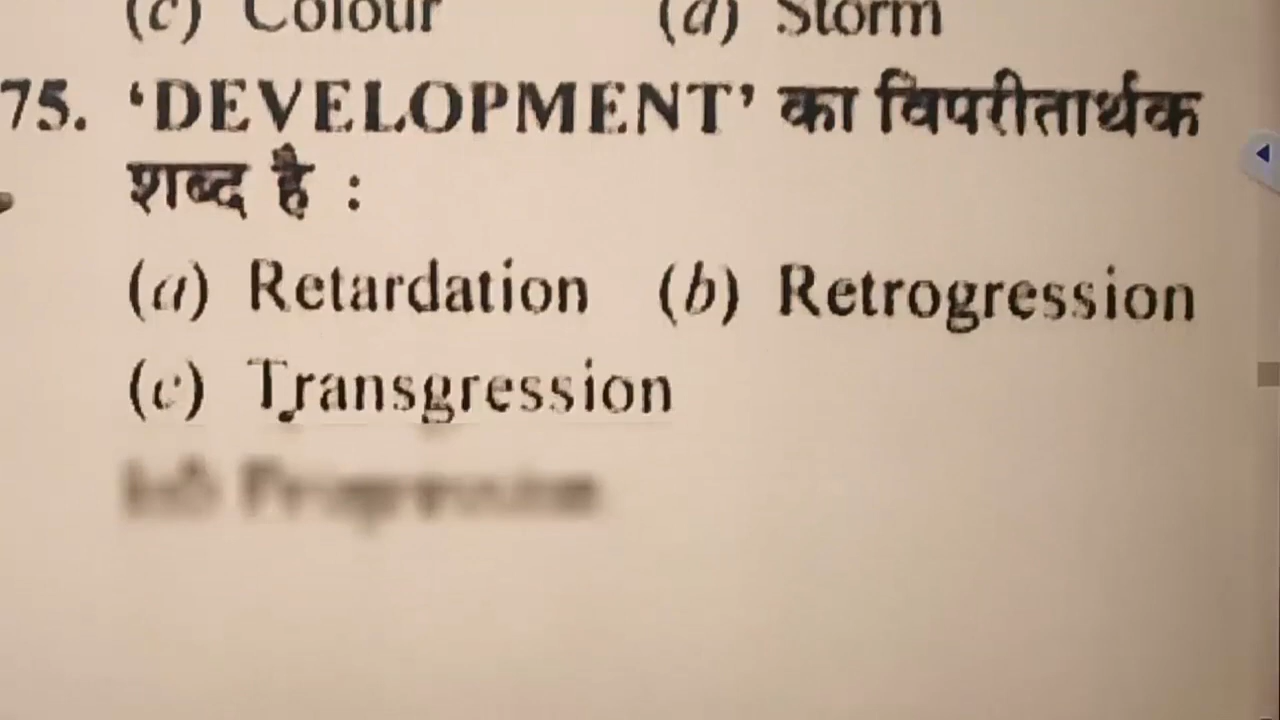 (c) Colour (d) Storm
75. ‘DEVELOPMENT’ का विपरीतार्थक
शब्द है :
(a) Retardation (b) Retrogression
(c) Transgression